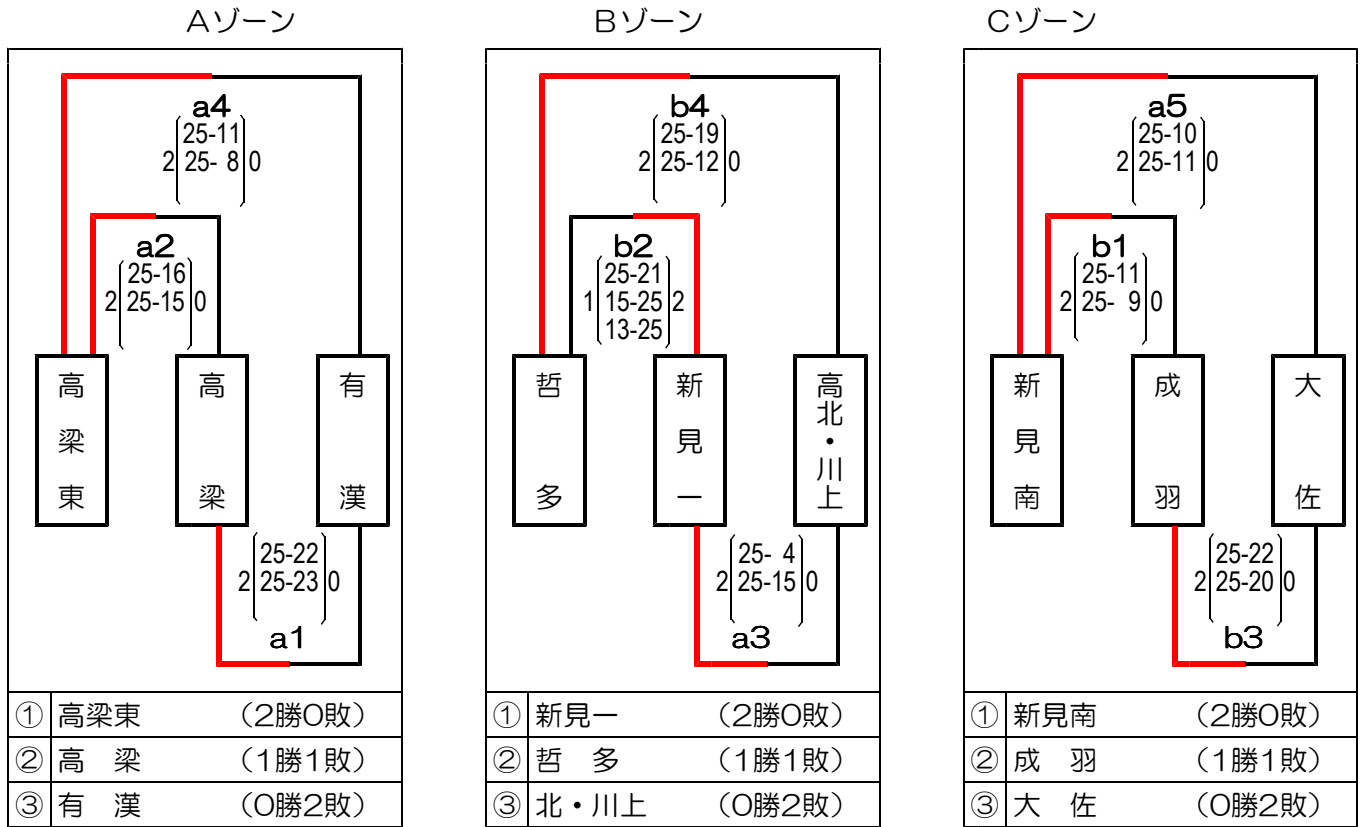 Aゾーン
a4
25-11
2 25- 8 0
a2
25-16
2 25-15 0
高梁東
高梁
有漢
25-22
2 25-23 0
a1
① 高梁東 (2勝0敗)
② 高 梁 (1勝1敗)
③ 有 漢 (0勝2敗)
Bゾーン
b4
25-19
2 25-12 0
b2
25-21
1 15-25 2
13-25
哲多
新見一
高北・川上
25- 4
2 25-15 0
a3
① 新見一 (2勝0敗)
② 哲 多 (1勝1敗)
③ 北・川上 (0勝2敗)
Cゾーン
a5
25-10
2 25-11 0
b1
25-11
2 25- 9 0
新見南
成羽
大佐
25-22
2 25-20 0
b3
① 新見南 (2勝0敗)
② 成 羽 (1勝1敗)
③ 大 佐 (0勝2敗)